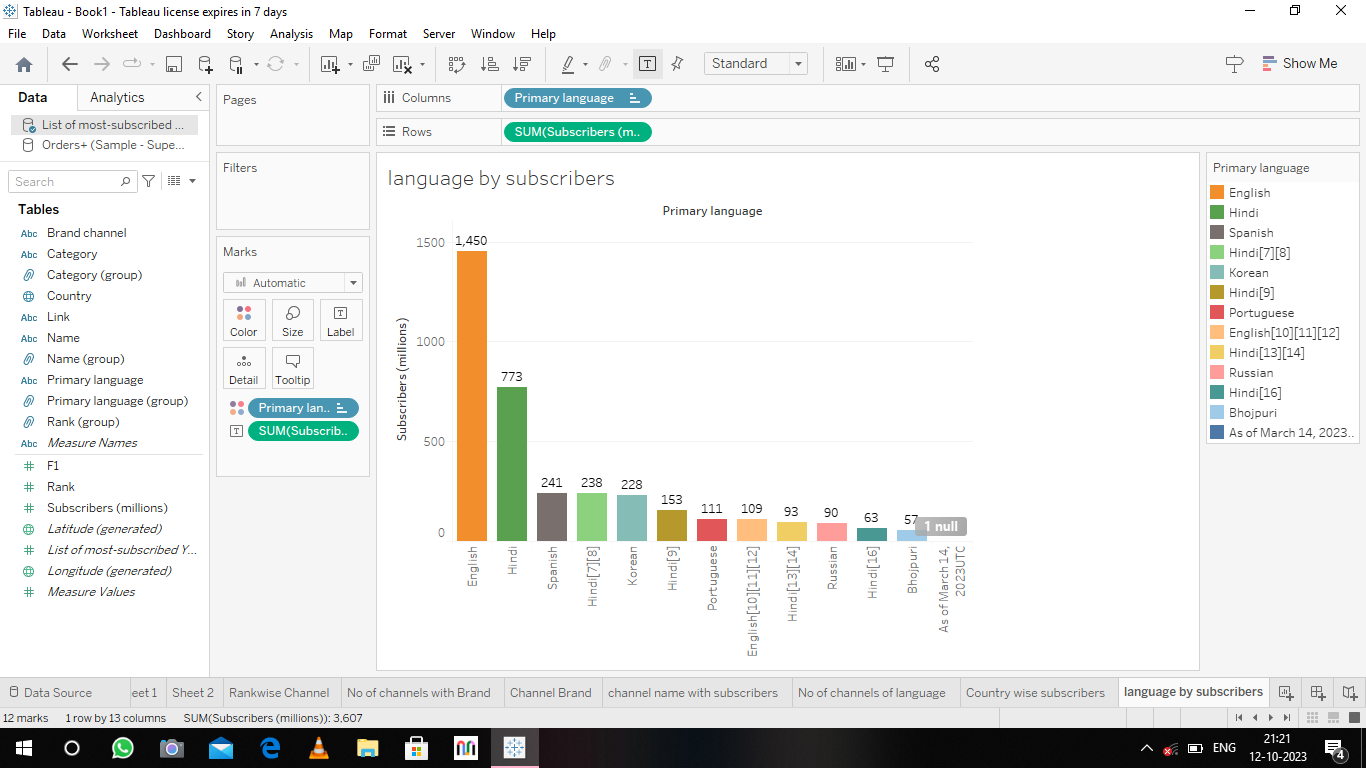 Tableau - Book1 - Tableau license expires in 7 days
File Data Worksheet Dashboard Story Analysis Map Format Server Window Help
Standard
Show Me
Data Analytics
List of most-subscribed ...
Orders+ (Sample - Supe...
Search
Tables
Abc Brand channel
Abc Category
Category (group)
Country
Abc Link
Abc Name
Name (group)
Abc Primary language
Primary language (group)
Rank (group)
Abc Measure Names
# F1
# Rank
# Subscribers (millions)
Latitude (generated)
# List of most-subscribed Y...
Longitude (generated)
# Measure Values
Pages
Filters
Marks
Automatic
Color Size Label
Detail Tooltip
Primary lan..
SUM(Subscrib..
Columns Primary language
Rows SUM(Subscribers (m..
language by subscribers
Primary language
Subscribers (millions)
1500
1000
500
0
1,450
773
241
238
228
153
111
109
93
90
63
57
1 null
English
Hindi
Spanish
Hindi[7][8]
Korean
Hindi[9]
Portuguese
English[10][11][12]
Hindi[13][14]
Russian
Hindi[16]
Bhojpuri
As of March 14,
2023UTC
Primary language
English
Hindi
Spanish
Hindi[7][8]
Korean
Hindi[9]
Portuguese
English[10][11][12]
Hindi[13][14]
Russian
Hindi[16]
Bhojpuri
As of March 14, 2023..
Data Source eet 1 Sheet 2 Rankwise Channel No of channels with Brand Channel Brand channel name with subscribers No of channels of language Country wise subscribers language by subscribers
12 marks 1 row by 13 columns SUM(Subscribers (millions)): 3,607
ENG
21:21
12-10-2023
4